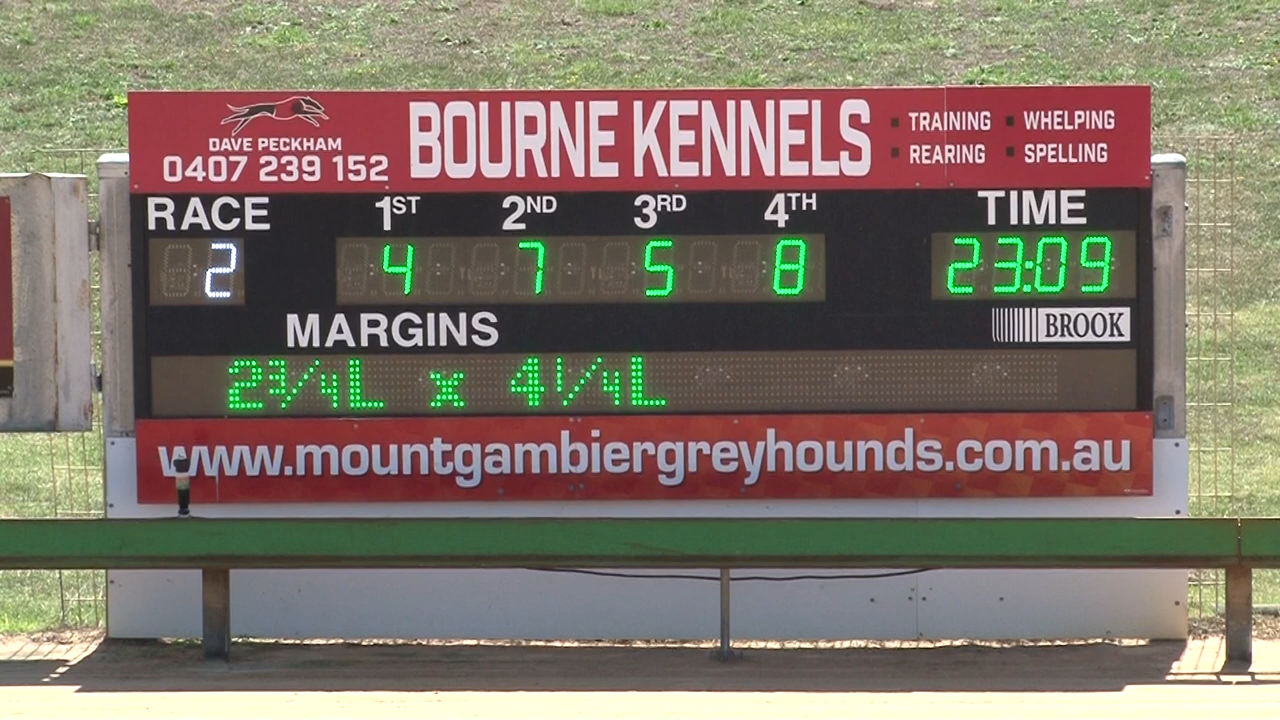 DAVE PECKHAM
0407 239 152
BOURNE KENNELS
TRAINING WHELPING
REARING SPELLING
RACE 1ST 2ND 3RD 4TH TIME
2 4 7 5 8 23:09
MARGINS
BROOK
2¾L x 4¼L
www.mountgambiergreyhounds.com.au